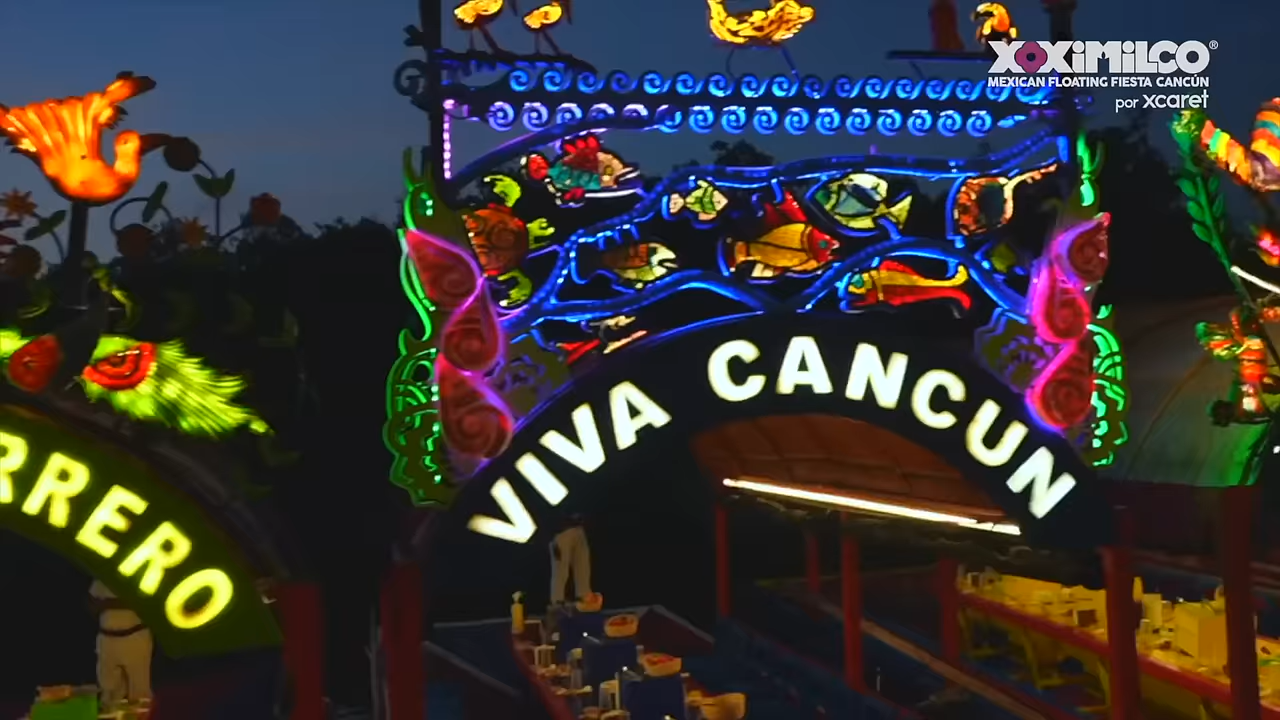 XOXiMiLCO®
MEXICAN FLOATING FIESTA CANCÚN
por xcaret
VIVA CANCUN
RRERO